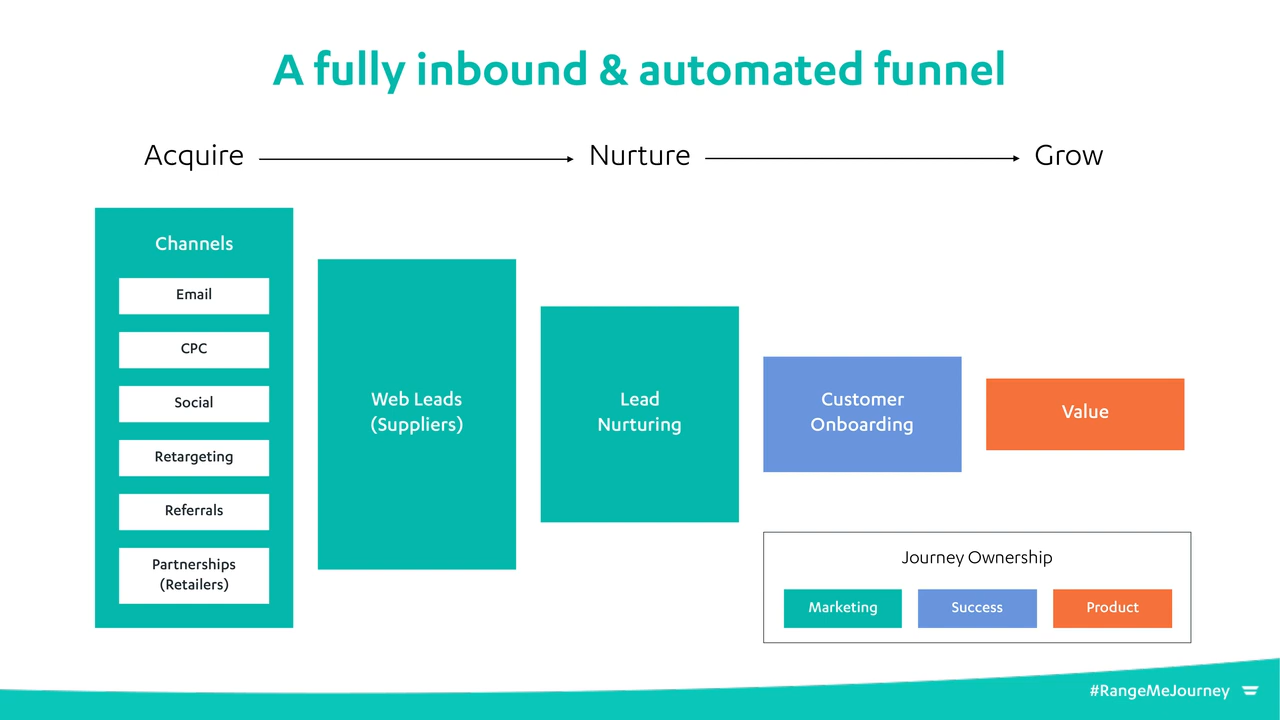 A fully inbound & automated funnel
Acquire
Nurture
Grow
Channels
Email
CPC
Social
Retargeting
Referrals
Partnerships
(Retailers)
Web Leads
(Suppliers)
Lead
Nurturing
Customer
Onboarding
Value
Journey Ownership
Marketing
Success
Product
#RangeMeJourney